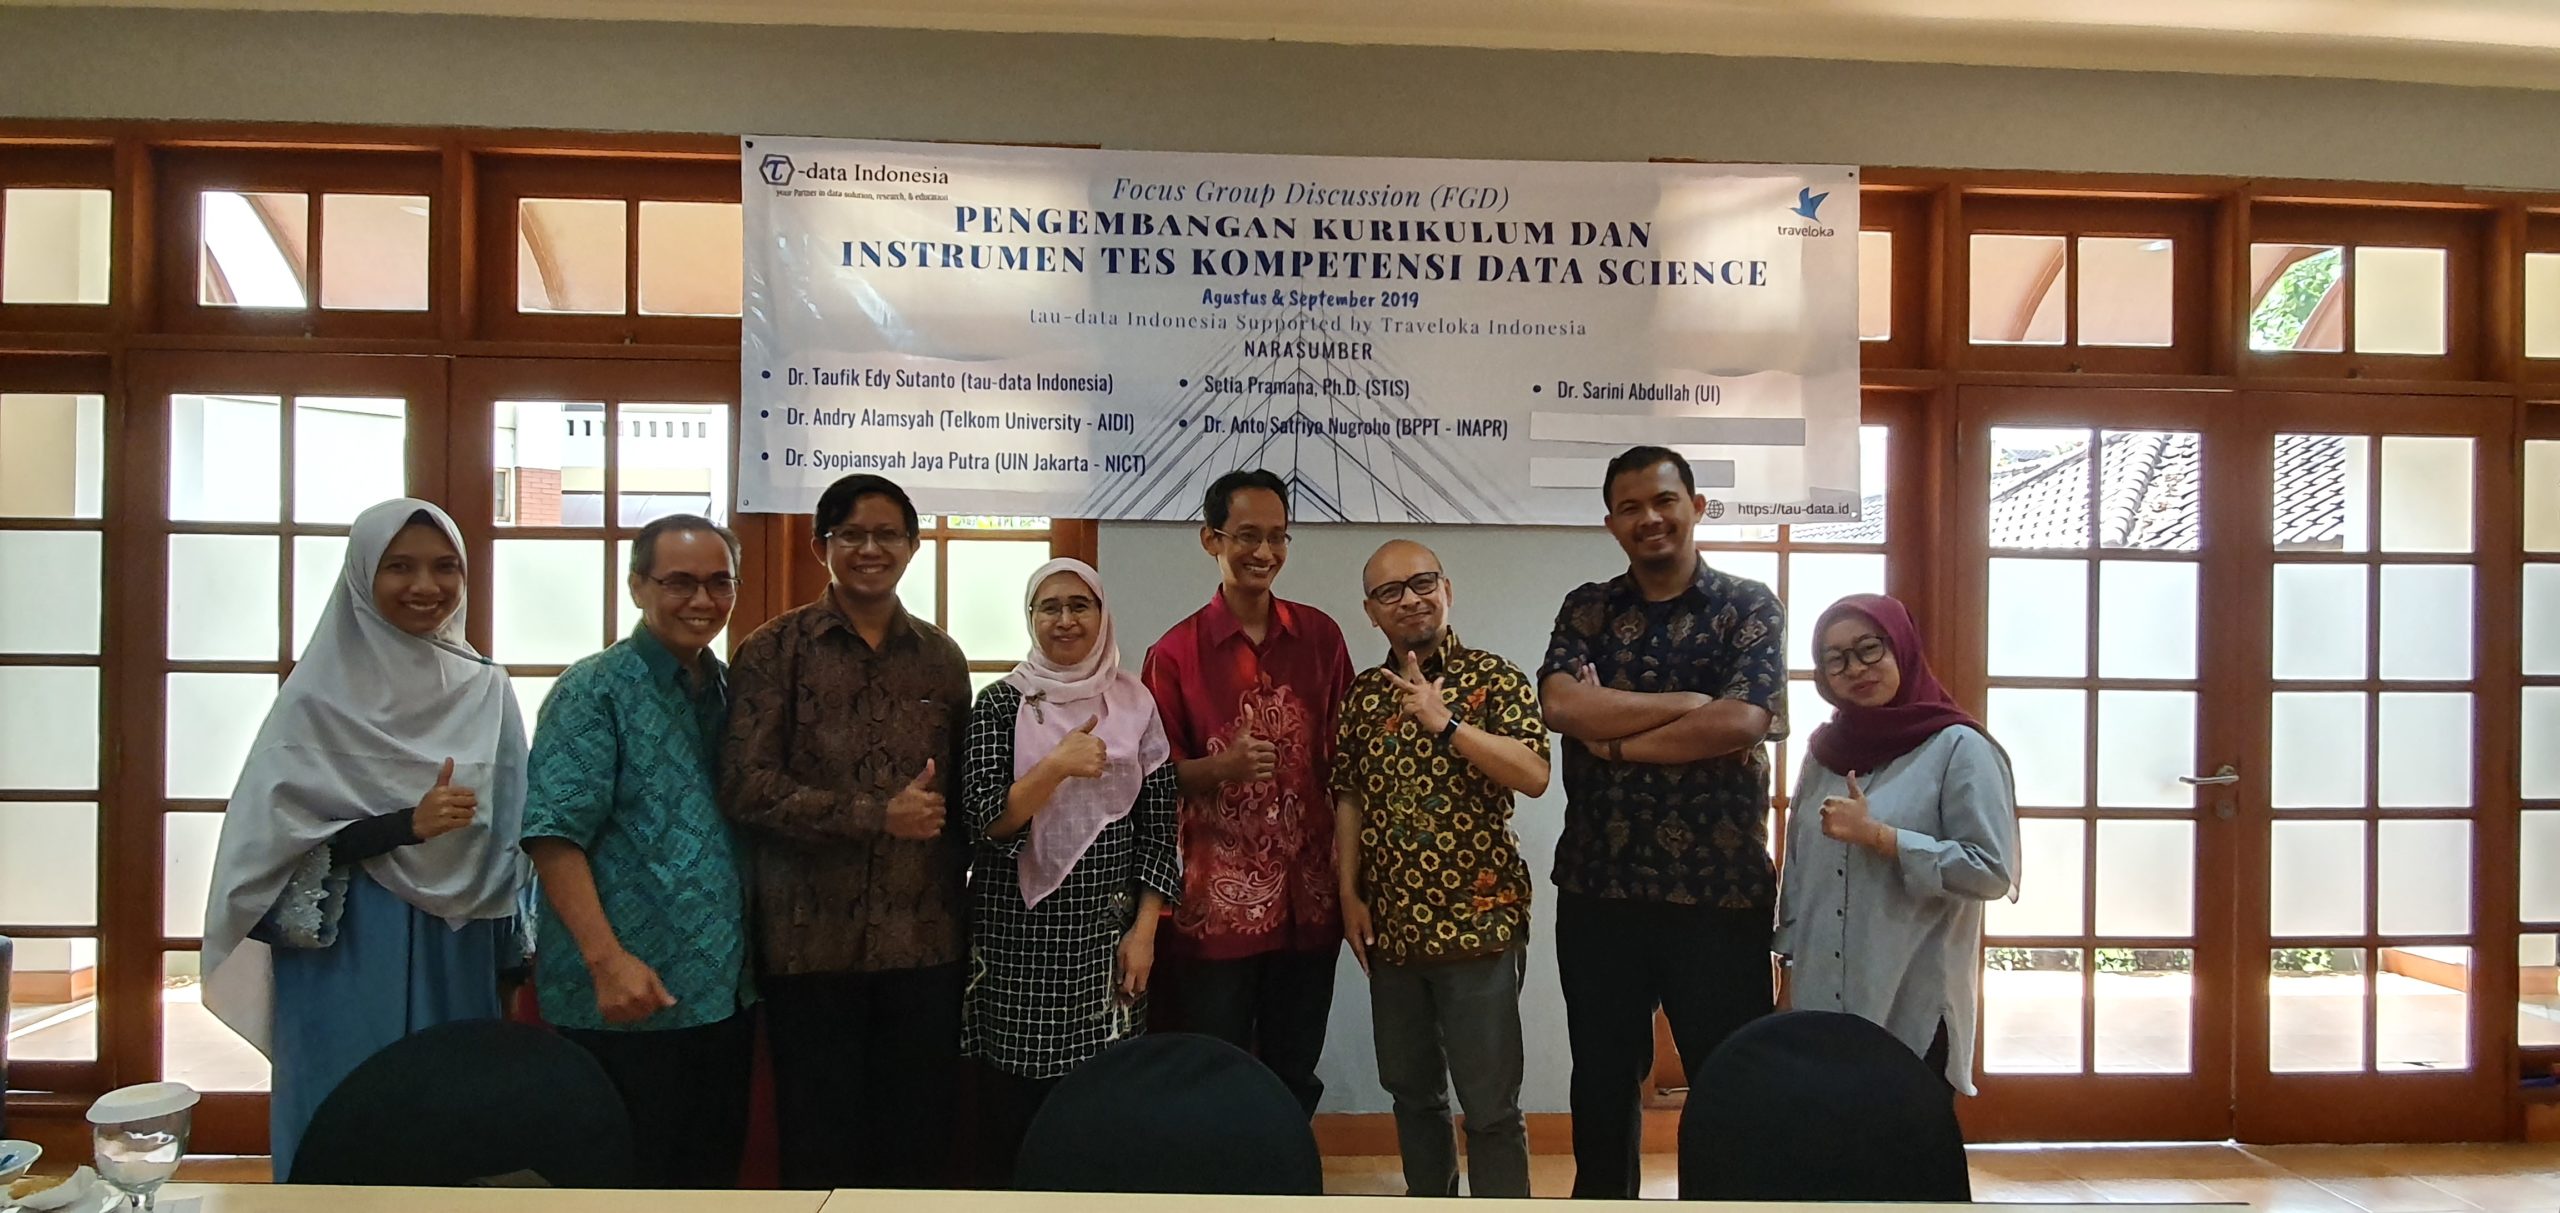 τ-data Indonesia
your Partner in data solution, research, & education
Focus Group Discussion (FGD)
PENGEMBANGAN KURIKULUM DAN
INSTRUMEN TES KOMPETENSI DATA SCIENCE
traveloka
Agustus & September 2019
tau-data Indonesia Supported by Traveloka Indonesia
NARASUMBER
• Dr. Taufik Edy Sutanto (tau-data Indonesia)
• Dr. Andry Alamsyah (Telkom University - AIDI)
• Dr. Syopiansyah Jaya Putra (UIN Jakarta - NICT)
• Setia Pramana, Ph.D. (STIS)
• Dr. Anto Satriyo Nugroho (BPPT - INAPR)
• Dr. Sarini Abdullah (UI)
https://tau-data.id